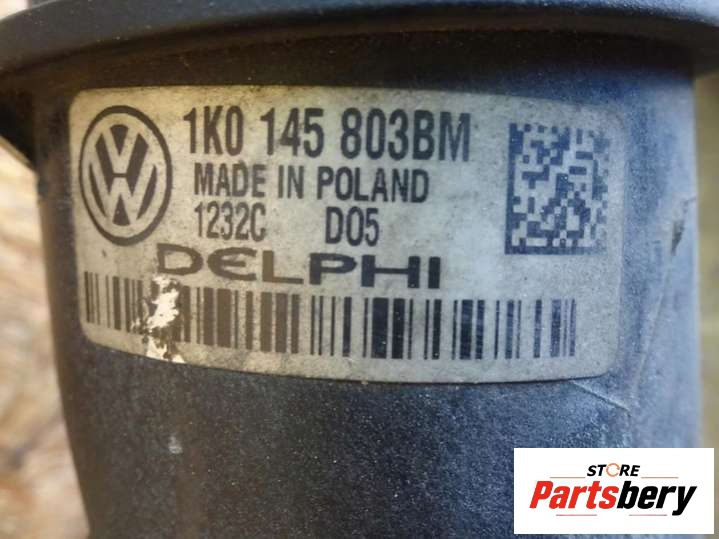 1K0 145 803BM
MADE IN POLAND
1232C D05
DELPHI
STORE
Partsbery